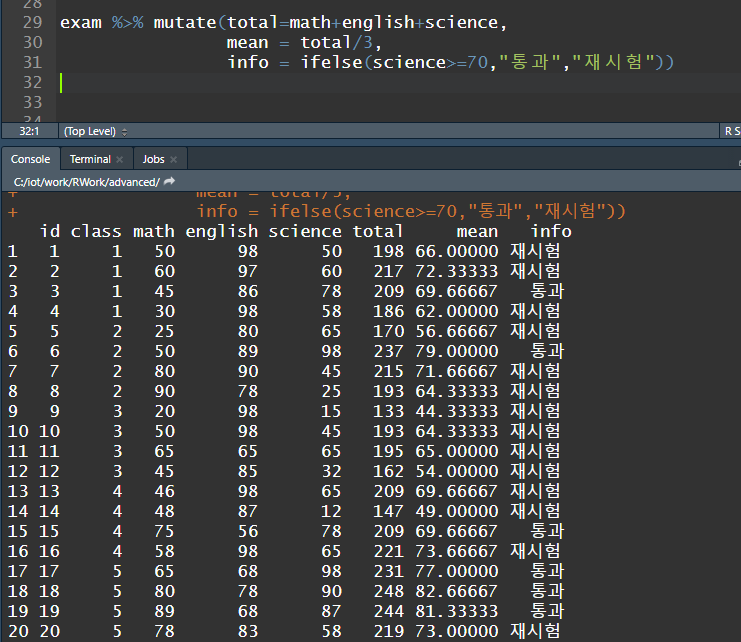 28
29 exam %>% mutate(total=math+english+science,
30 mean = total/3,
31 info = ifelse(science>=70,"통과","재시험"))
32
33
34
32:1 (Top Level) R S
Console Terminal × Jobs ×
C:/iot/work/RWork/advanced/
+ mean = total/3,
+ info = ifelse(science>=70,"통과","재시험"))
id class math english science total mean info
1 1 1 50 98 50 198 66.00000 재시험
2 2 1 60 97 60 217 72.33333 재시험
3 3 1 45 86 78 209 69.66667 통과
4 4 1 30 98 58 186 62.00000 재시험
5 5 2 25 80 65 170 56.66667 재시험
6 6 2 50 89 98 237 79.00000 통과
7 7 2 80 90 45 215 71.66667 재시험
8 8 2 90 78 25 193 64.33333 재시험
9 9 3 20 98 15 133 44.33333 재시험
10 10 3 50 98 45 193 64.33333 재시험
11 11 3 65 65 65 195 65.00000 재시험
12 12 3 45 85 32 162 54.00000 재시험
13 13 4 46 98 65 209 69.66667 재시험
14 14 4 48 87 12 147 49.00000 재시험
15 15 4 75 56 78 209 69.66667 통과
16 16 4 58 98 65 221 73.66667 재시험
17 17 5 65 68 98 231 77.00000 통과
18 18 5 80 78 90 248 82.66667 통과
19 19 5 89 68 87 244 81.33333 통과
20 20 5 78 83 58 219 73.00000 재시험